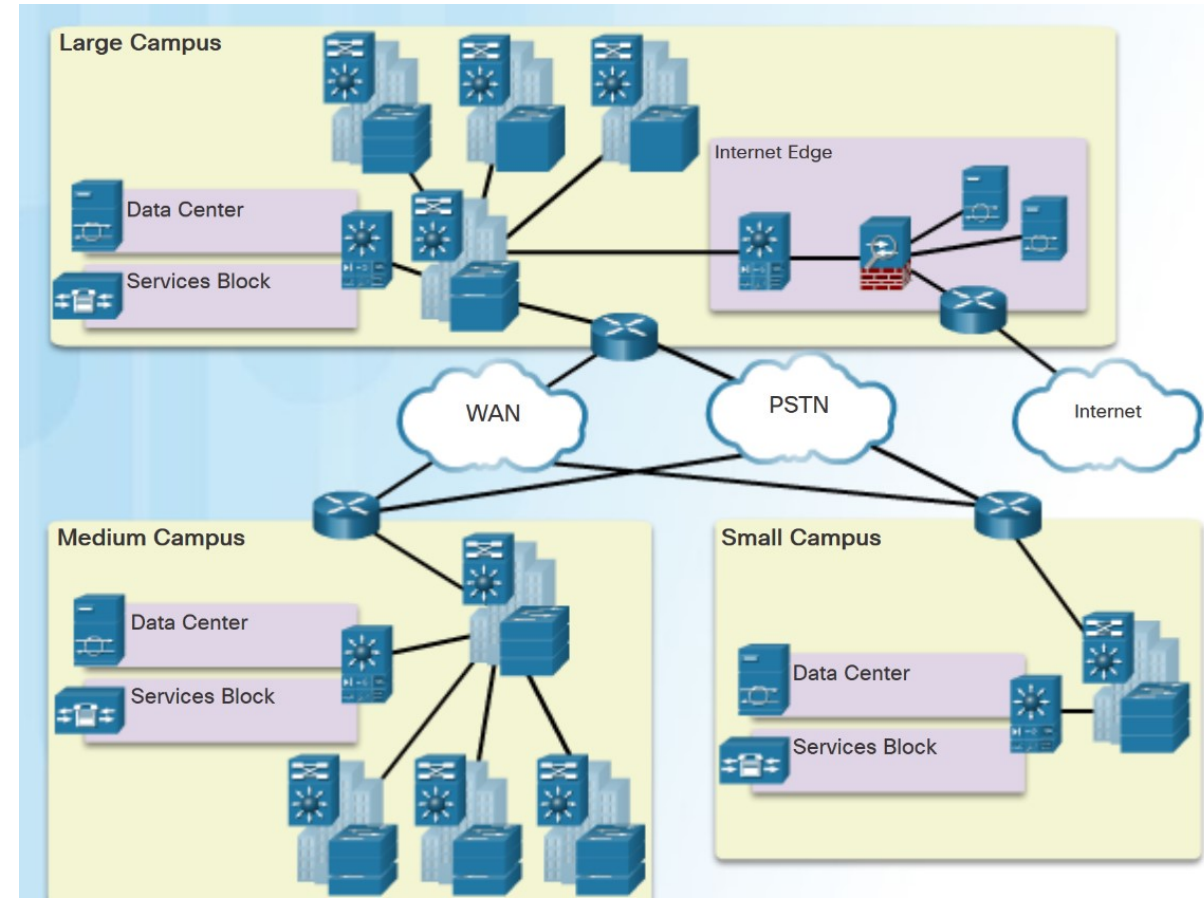 Large Campus
Internet Edge
Data Center
Services Block
WAN
PSTN
Internet
Medium Campus
Data Center
Services Block
Small Campus
Data Center
Services Block